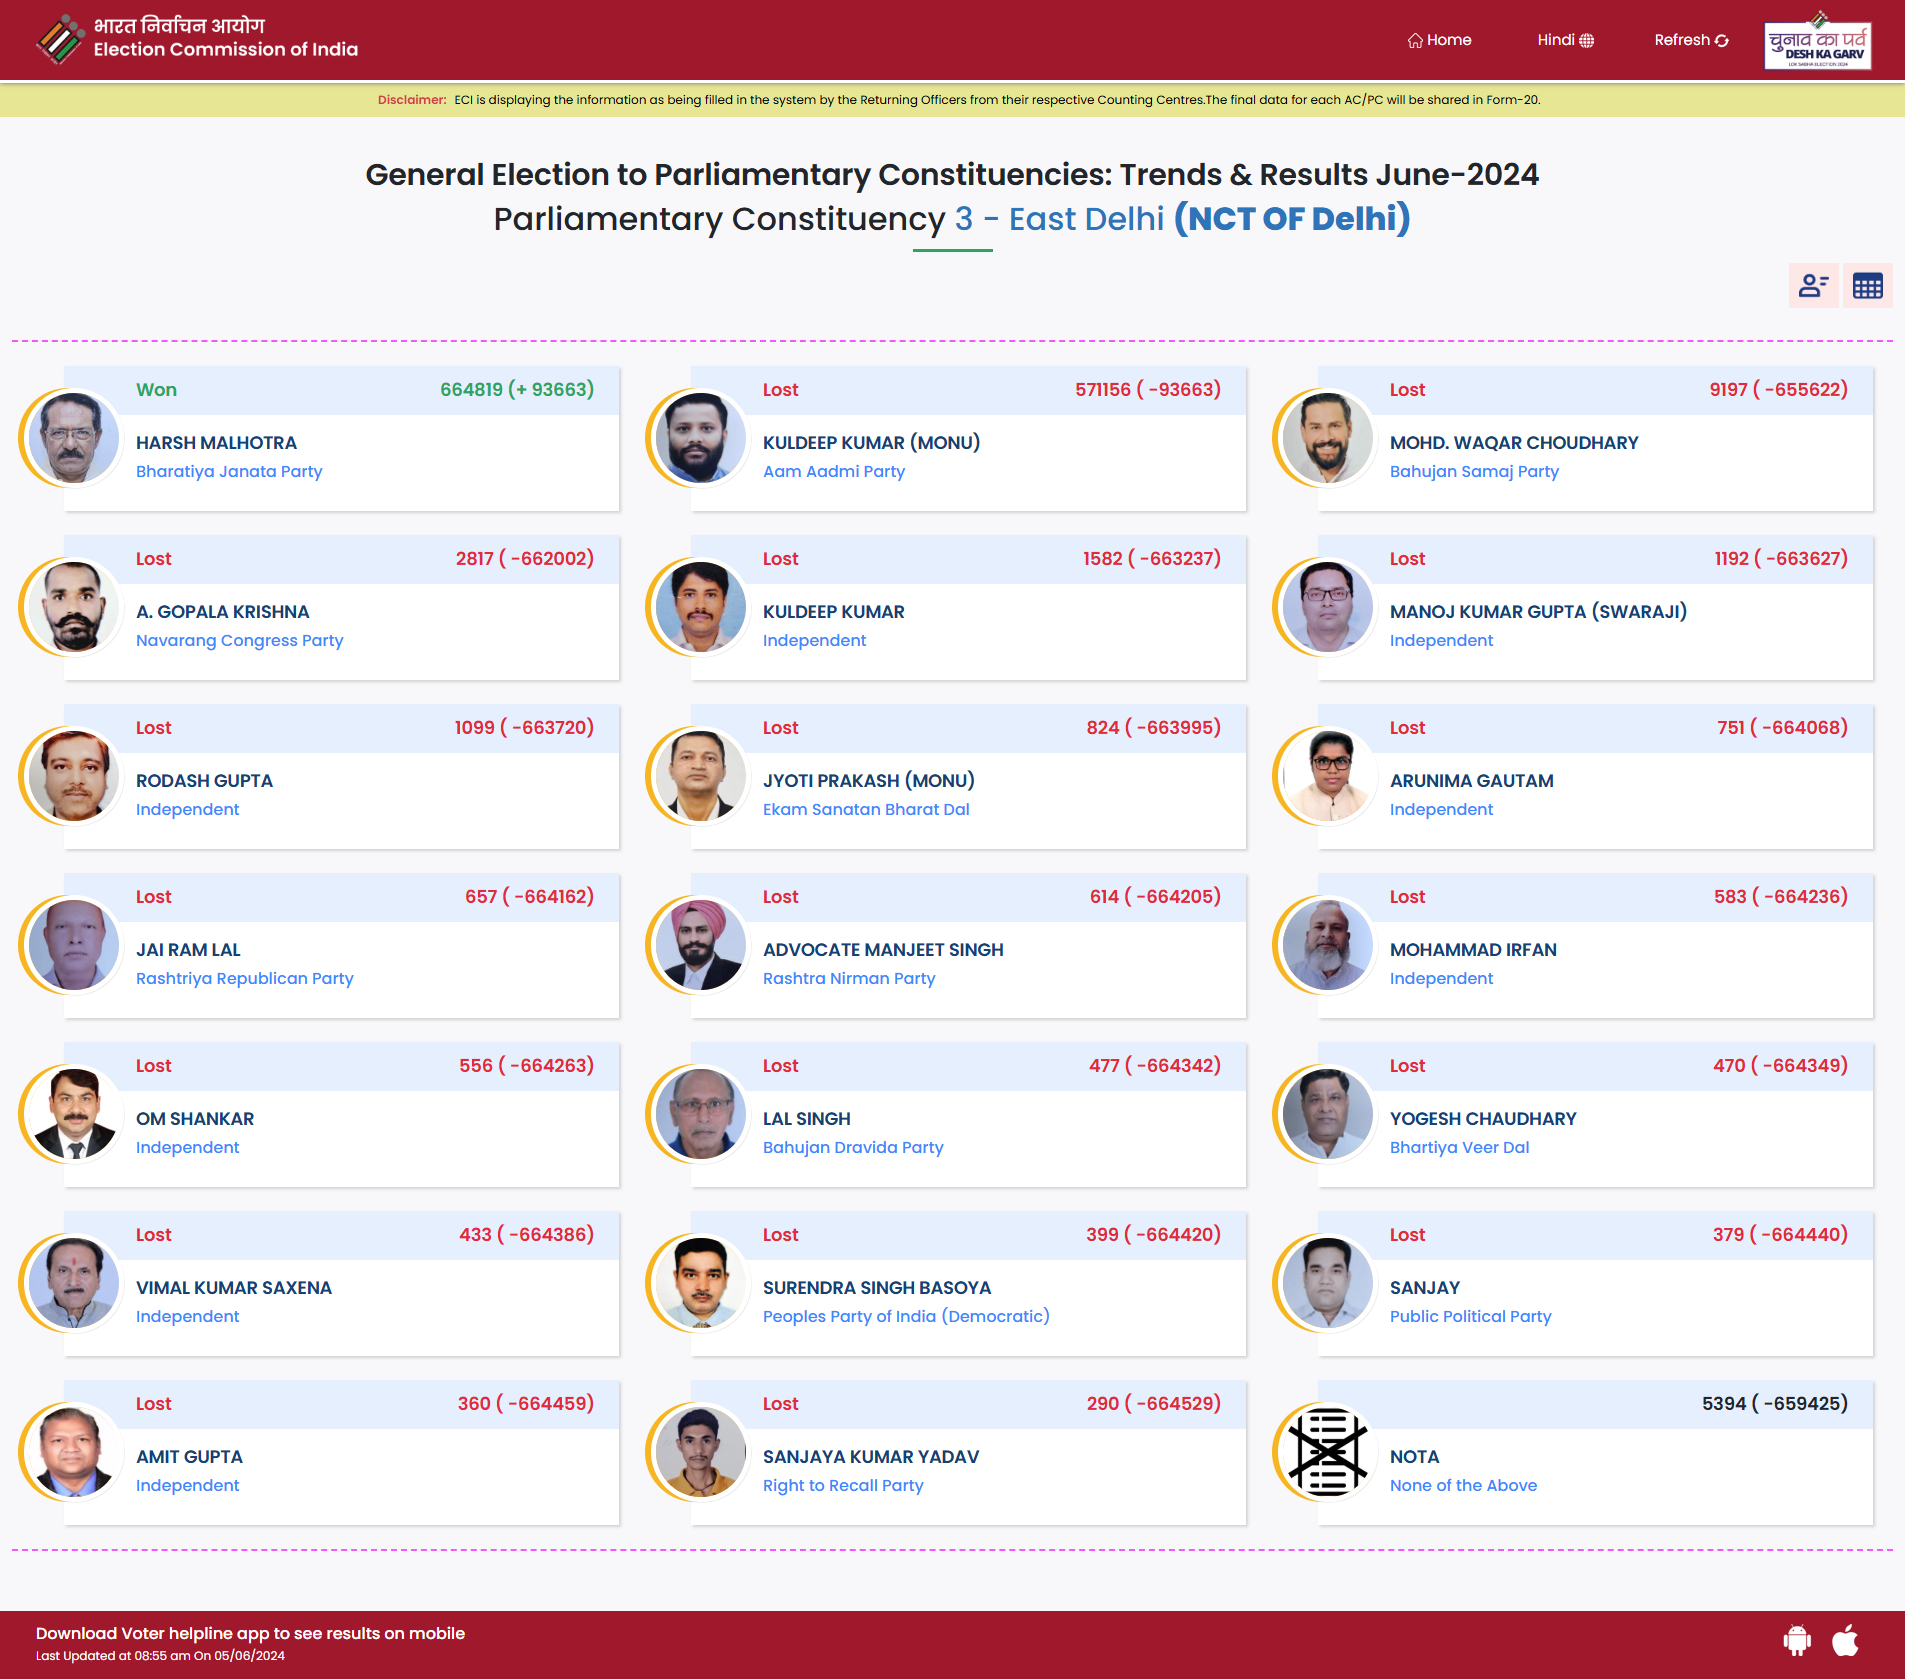 भारत निर्वाचन आयोग
Election Commission of India
Home
Hindi
Refresh
चुनाव का पर्व
DESH KA GARV
LOK SABHA ELECTION 2024
Disclaimer: ECI is displaying the information as being filled in the system by the Returning Officers from their respective Counting Centres.The final data for each AC/PC will be shared in Form-20.
General Election to Parliamentary Constituencies: Trends & Results June-2024
Parliamentary Constituency 3 - East Delhi (NCT OF Delhi)
Won 664819 (+ 93663)
HARSH MALHOTRA
Bharatiya Janata Party
Lost 571156 ( -93663)
KULDEEP KUMAR (MONU)
Aam Aadmi Party
Lost 9197 ( -655622)
MOHD. WAQAR CHOUDHARY
Bahujan Samaj Party
Lost 2817 ( -662002)
A. GOPALA KRISHNA
Navarang Congress Party
Lost 1582 ( -663237)
KULDEEP KUMAR
Independent
Lost 1192 ( -663627)
MANOJ KUMAR GUPTA (SWARAJI)
Independent
Lost 1099 ( -663720)
RODASH GUPTA
Independent
Lost 824 ( -663995)
JYOTI PRAKASH (MONU)
Ekam Sanatan Bharat Dal
Lost 751 ( -664068)
ARUNIMA GAUTAM
Independent
Lost 657 ( -664162)
JAI RAM LAL
Rashtriya Republican Party
Lost 614 ( -664205)
ADVOCATE MANJEET SINGH
Rashtra Nirman Party
Lost 583 ( -664236)
MOHAMMAD IRFAN
Independent
Lost 556 ( -664263)
OM SHANKAR
Independent
Lost 477 ( -664342)
LAL SINGH
Bahujan Dravida Party
Lost 470 ( -664349)
YOGESH CHAUDHARY
Bhartiya Veer Dal
Lost 433 ( -664386)
VIMAL KUMAR SAXENA
Independent
Lost 399 ( -664420)
SURENDRA SINGH BASOYA
Peoples Party of India (Democratic)
Lost 379 ( -664440)
SANJAY
Public Political Party
Lost 360 ( -664459)
AMIT GUPTA
Independent
Lost 290 ( -664529)
SANJAYA KUMAR YADAV
Right to Recall Party
5394 ( -659425)
NOTA
None of the Above
Download Voter helpline app to see results on mobile
Last Updated at 08:55 am On 05/06/2024